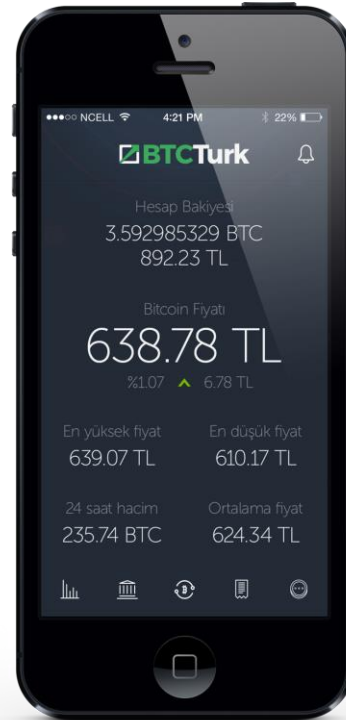 NCELL 4:21 PM 22%
BTCTurk
Hesap Bakiyesi
3.592985329 BTC
892.23 TL
Bitcoin Fiyatı
638.78 TL
%1.07 6.78 TL
En yüksek fiyat En düşük fiyat
639.07 TL 610.17 TL
24 saat hacim Ortalama fiyat
235.74 BTC 624.34 TL